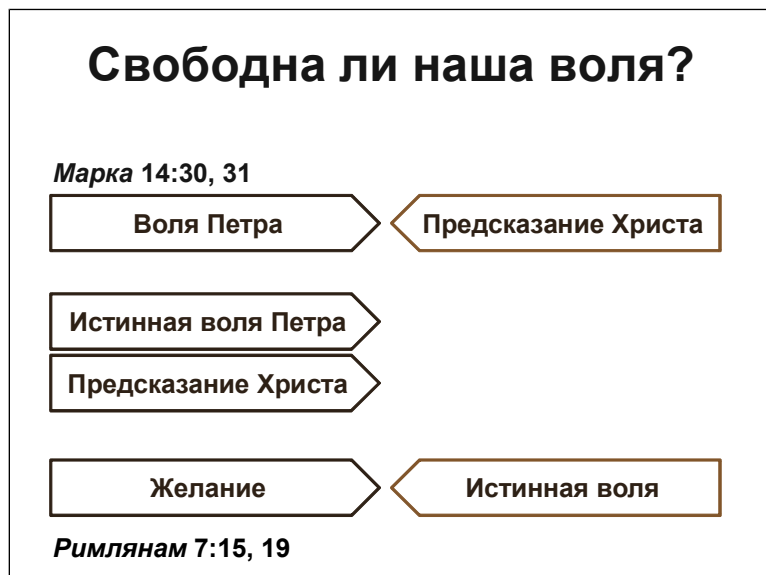 Свободна ли наша воля?
Марка 14:30, 31
Воля Петра
Предсказание Христа
Истинная воля Петра
Предсказание Христа
Желание
Истинная воля
Римлянам 7:15, 19